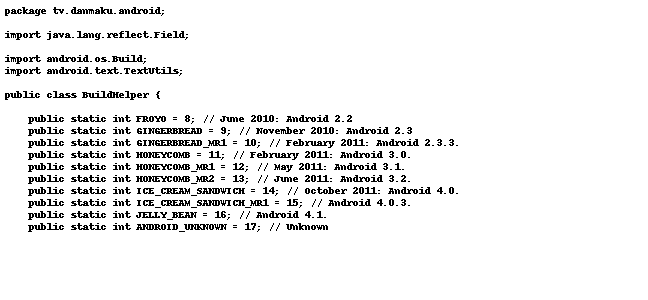 package tv.danmaku.android;
import java.lang.reflect.Field;
import android.os.Build;
import android.text.TextUtils;
public class BuildHelper {
public static int FROYO = 8; // June 2010: Android 2.2
public static int GINGERBREAD = 9; // November 2010: Android 2.3
public static int GINGERBREAD_MR1 = 10; // February 2011: Android 2.3.3.
public static int HONEYCOMB = 11; // February 2011: Android 3.0.
public static int HONEYCOMB_MR1 = 12; // May 2011: Android 3.1.
public static int HONEYCOMB_MR2 = 13; // June 2011: Android 3.2.
public static int ICE_CREAM_SANDWICH = 14; // October 2011: Android 4.0.
public static int ICE_CREAM_SANDWICH_MR1 = 15; // Android 4.0.3.
public static int JELLY_BEAN = 16; // Android 4.1.
public static int ANDROID_UNKNOWN = 17; // Unknown